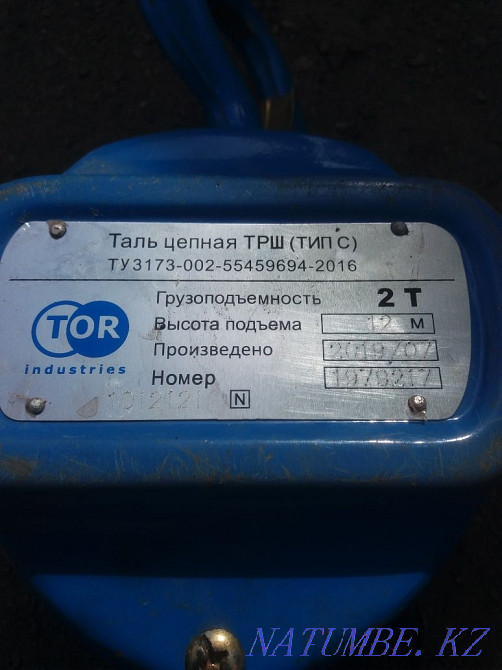 Таль цепная ТРШ (ТИП С)
ТУ3173-002-55459694-2016
TOR
industries
Грузоподъемность 2 Т
Высота подъема 12 м
Произведено 2019/07
Номер
N
NATUMBE.KZ